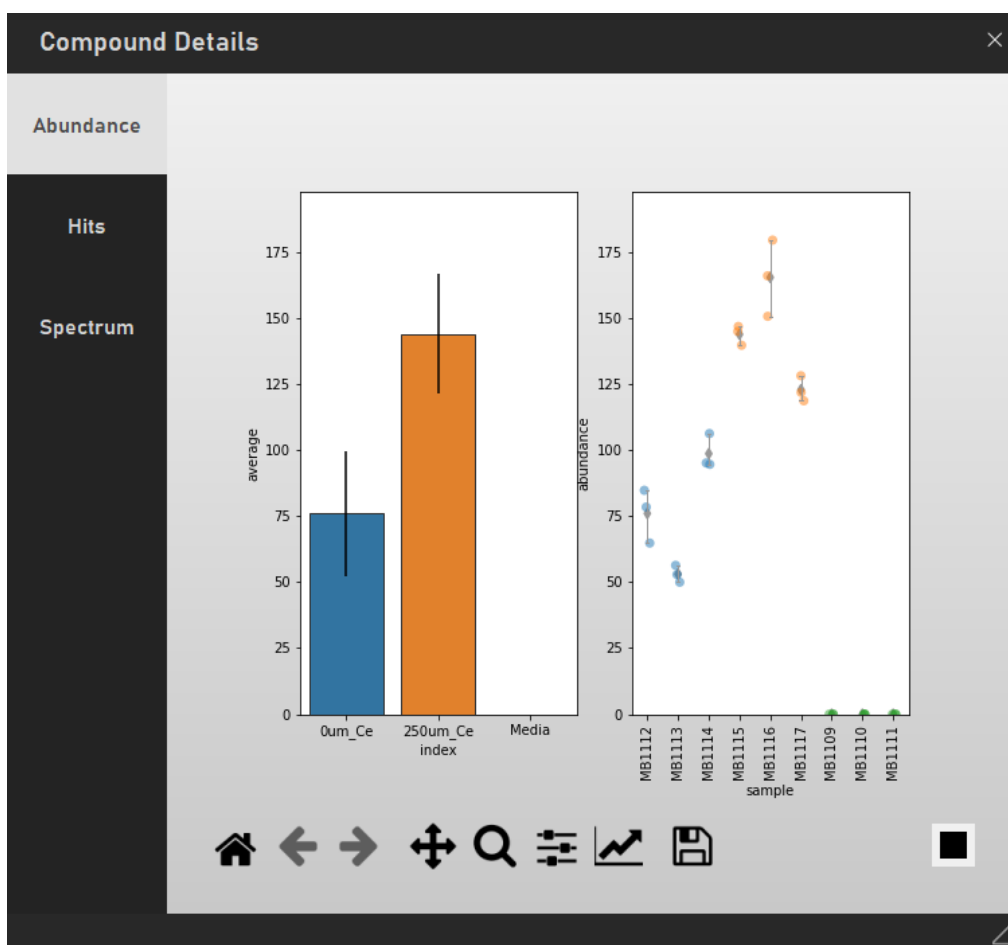 Compound Details
Abundance
Hits
Spectrum
average
175
150
125
100
75
50
25
0
0um_Ce
250um_Ce
Media
index
abundance
175
150
125
100
75
50
25
0
MB1112
MB1113
MB1114
MB1115
MB1116
MB1117
MB1109
MB1110
MB1111
sample